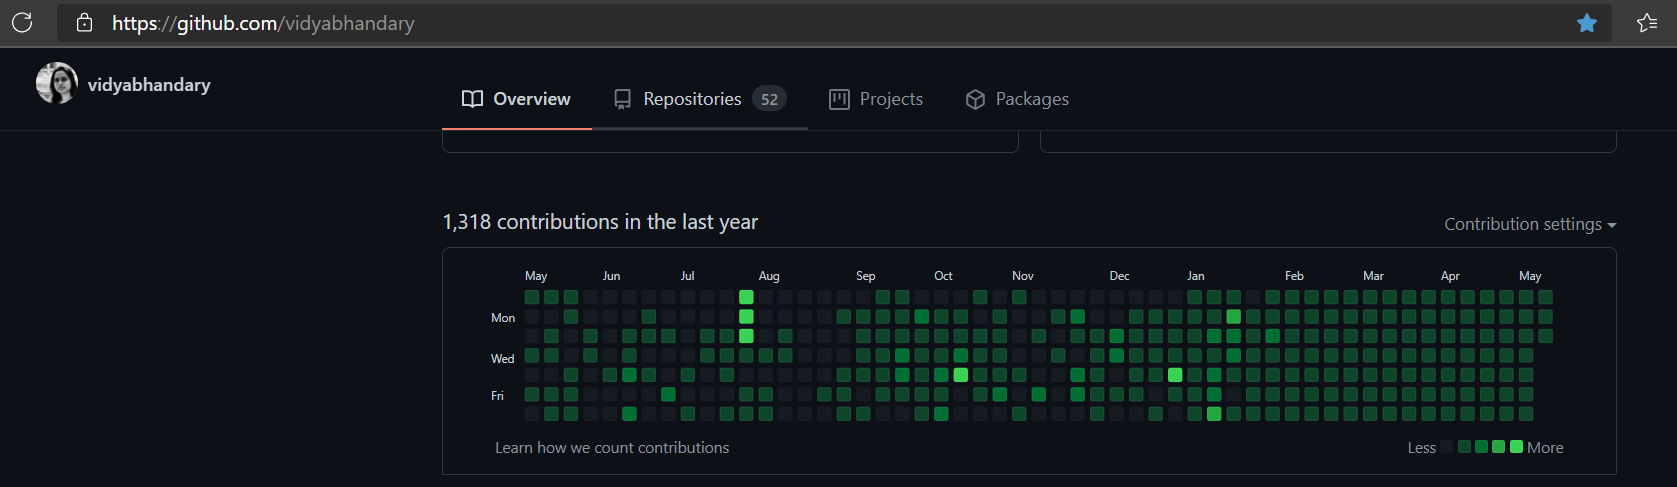 https://github.com/vidyabhandary
vidyabhandary
Overview Repositories 52 Projects Packages
1,318 contributions in the last year
Contribution settings
May Jun Jul Aug Sep Oct Nov Dec Jan Feb Mar Apr May
Mon
Wed
Fri
Learn how we count contributions
Less More